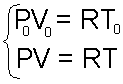 P₀V₀ = RT₀
PV = RT